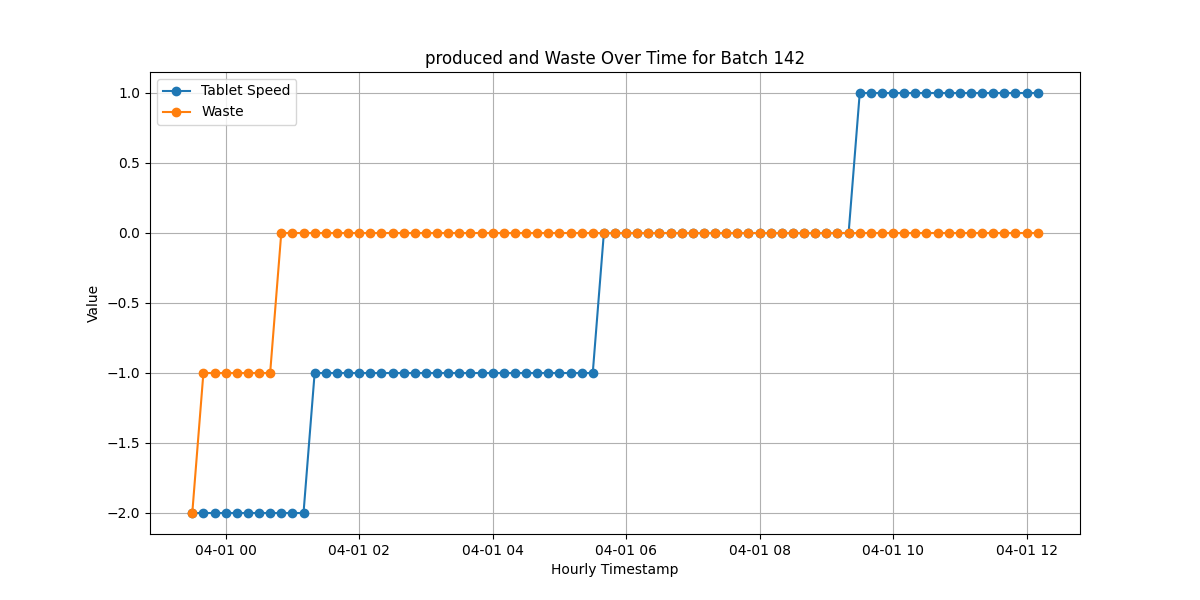 produced and Waste Over Time for Batch 142
Tablet Speed
Waste
1.0
0.5
0.0
−0.5
−1.0
−1.5
−2.0
Value
04-01 00 04-01 02 04-01 04 04-01 06 04-01 08 04-01 10 04-01 12
Hourly Timestamp